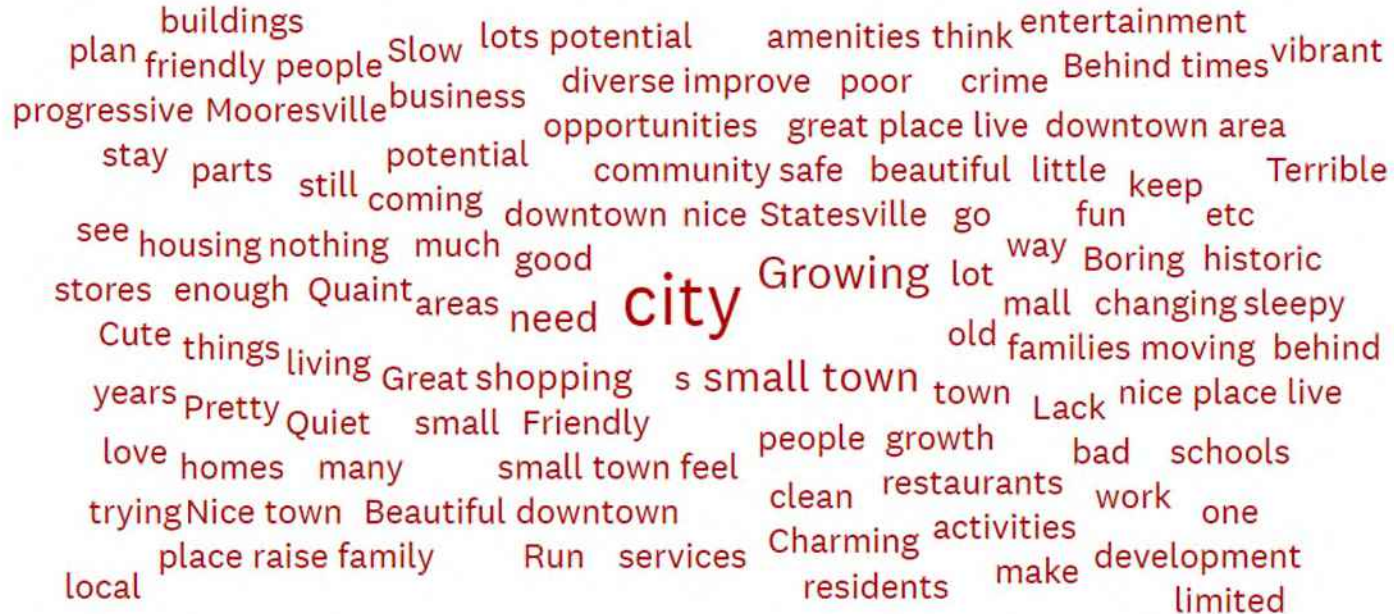 buildings
plan friendly people Slow lots potential amenities think entertainment
progressive Mooresville business diverse improve poor crime Behind times vibrant
opportunities great place live downtown area
stay parts still potential community safe beautiful little keep Terrible
coming downtown nice Statesville go fun etc
see housing nothing much good way Boring historic
stores enough Quaint areas need city Growing lot mall changing sleepy
Cute things living old families moving behind
years Pretty Great shopping s small town town Lack nice place live
Quiet small Friendly people growth
love homes many small town feel bad schools
trying Nice town Beautiful downtown clean restaurants work one
place raise family Run services Charming activities development
local residents make limited